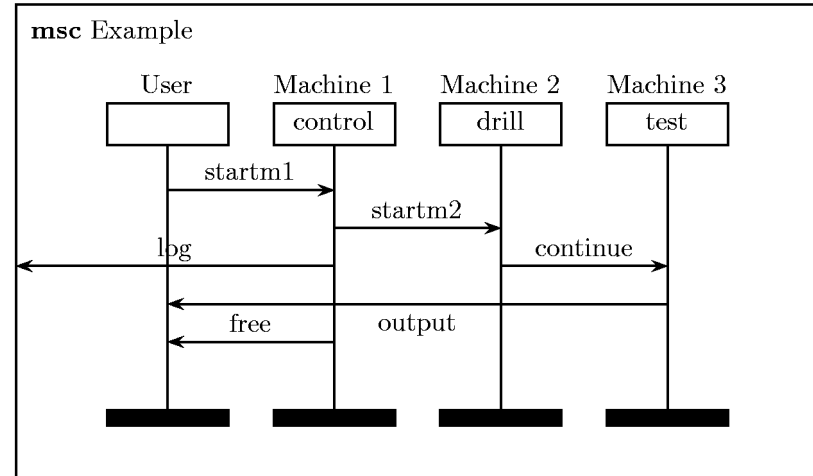 msc Example
User Machine 1 Machine 2 Machine 3
control drill test
startm1
startm2
log continue
output
free